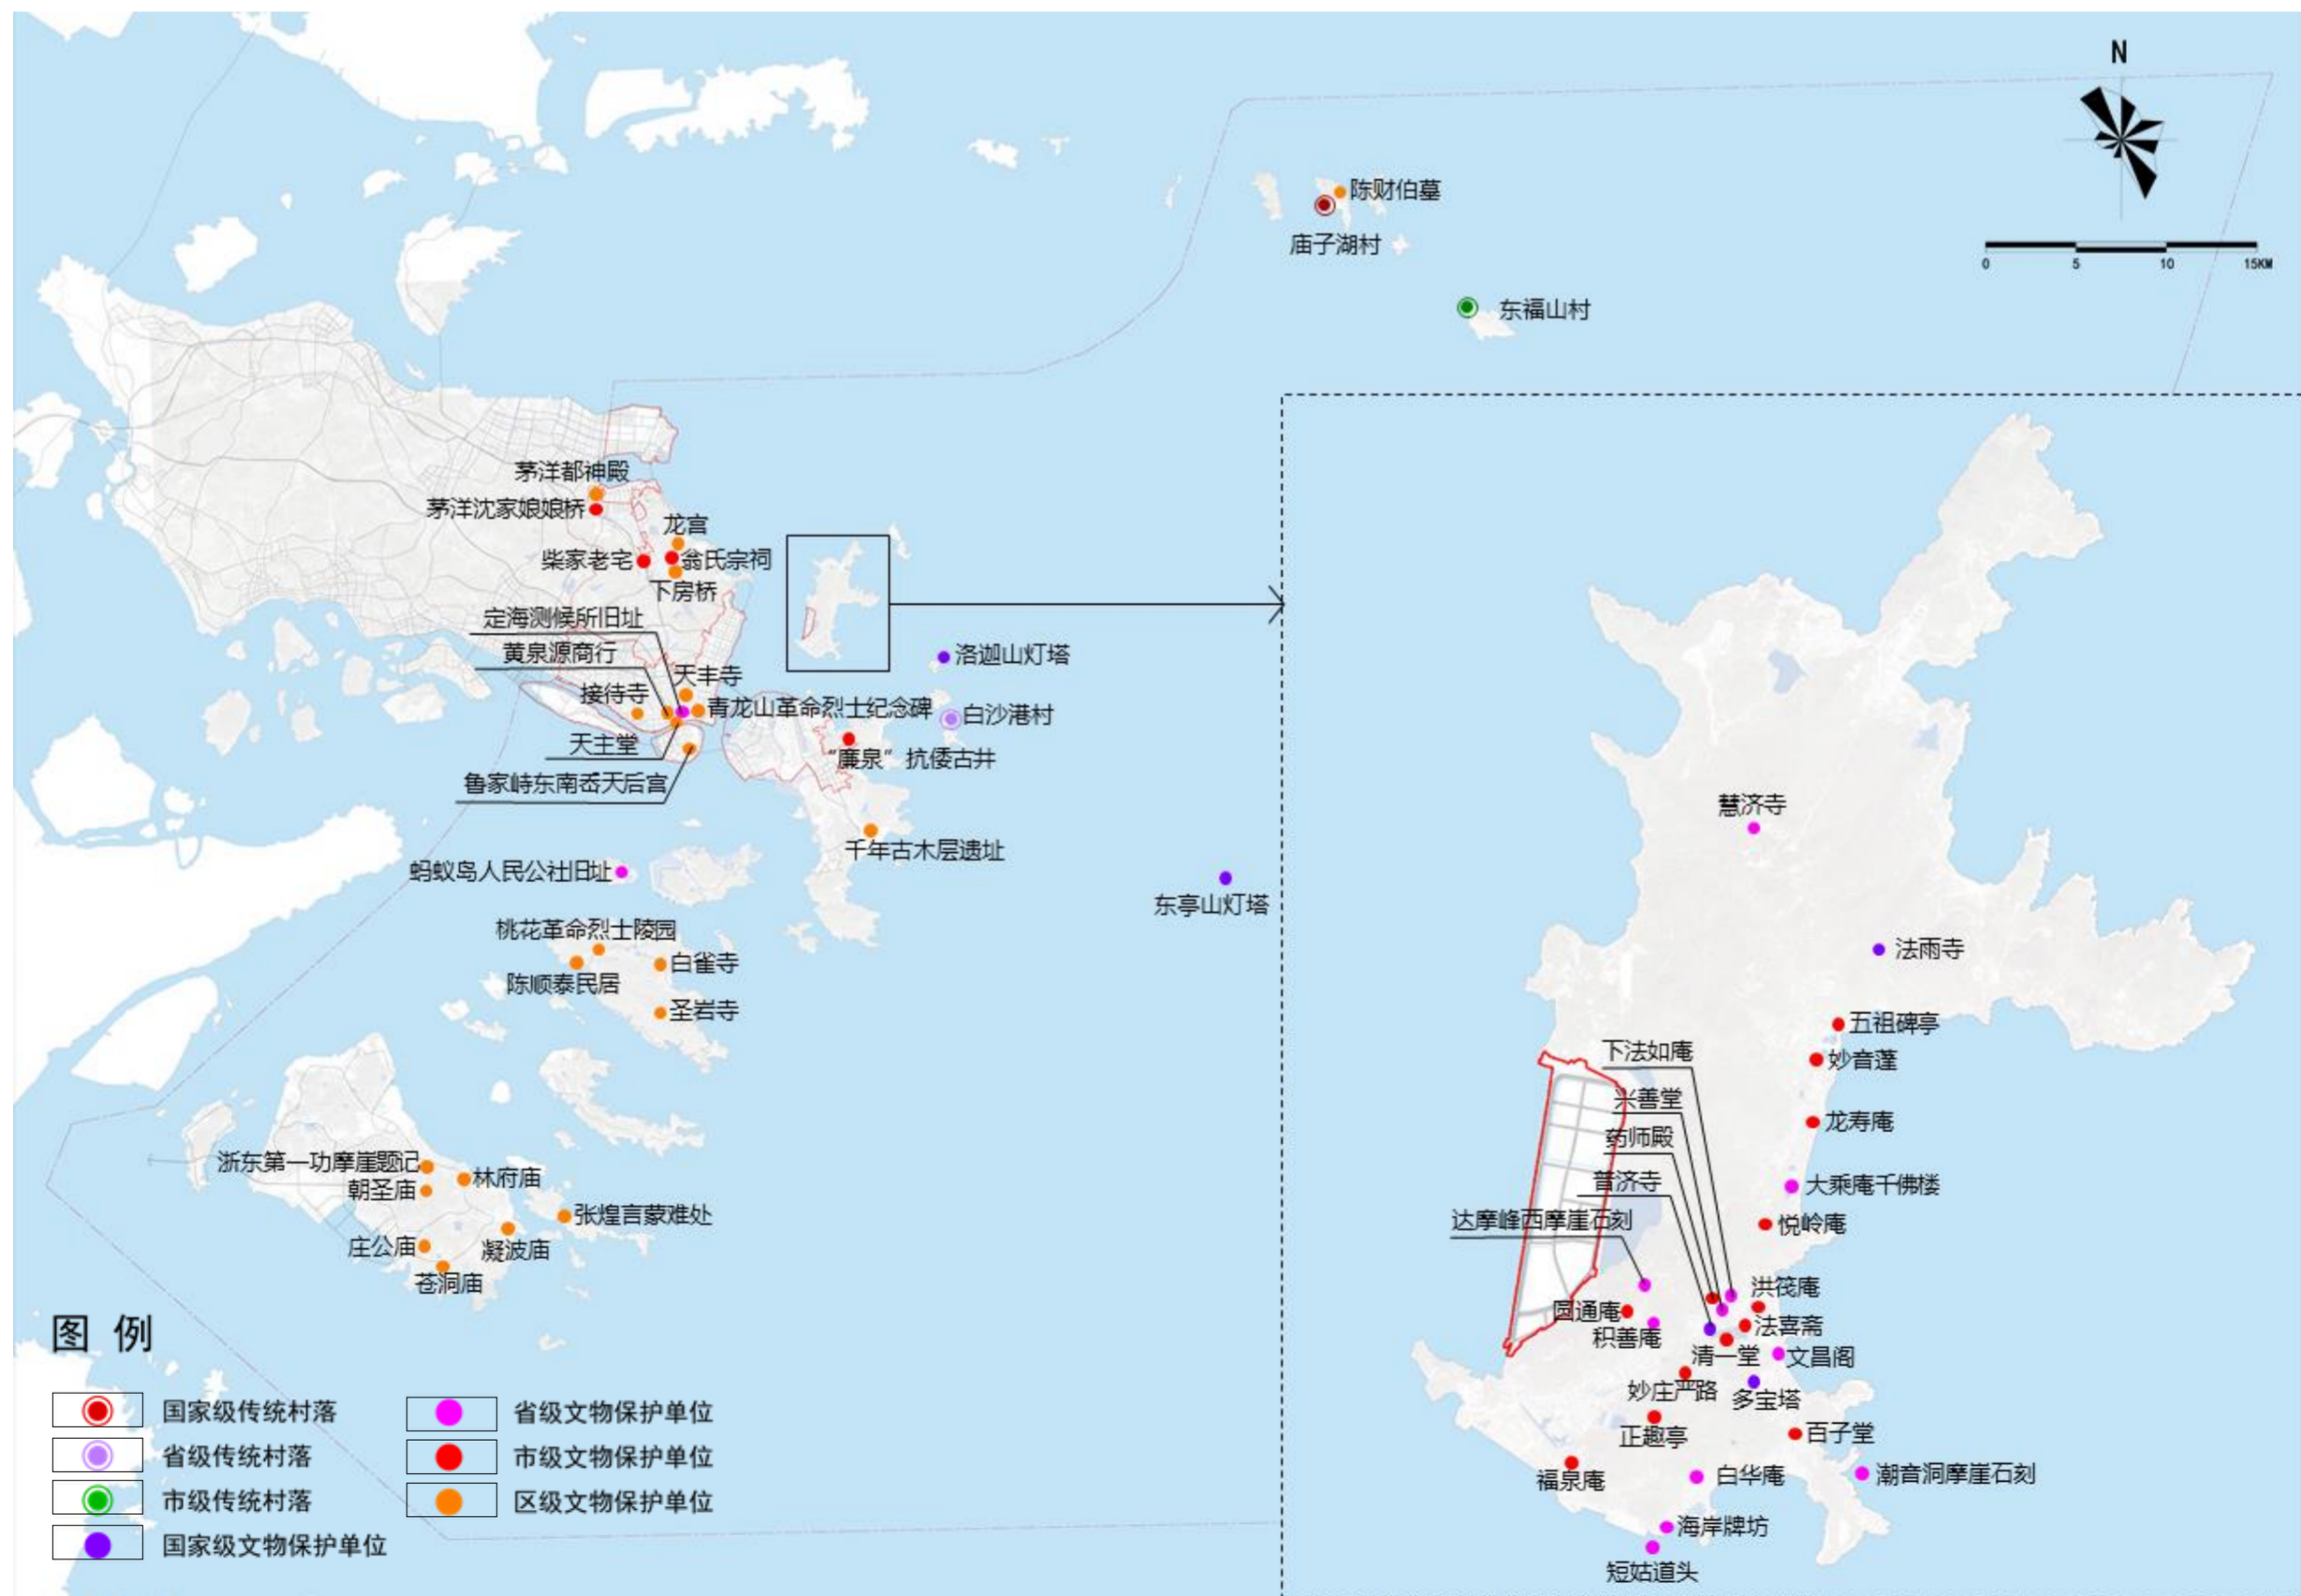 N
0 5 10 15KM
陈财伯墓
庙子湖村
东福山村
茅洋都神殿
茅洋沈家娘娘桥
龙宫
柴家老宅
翁氏宗祠
下房桥
定海测候所旧址
黄泉源商行
天丰寺
接待寺
青龙山革命烈士纪念碑
天主堂
鲁家峙东南岙天后宫
洛迦山灯塔
白沙港村
“廉泉”抗倭古井
千年古木层遗址
东亭山灯塔
蚂蚁岛人民公社旧址
桃花革命烈士陵园
白雀寺
陈顺泰民居
圣岩寺
浙东第一功摩崖题记
林府庙
朝圣庙
张煌言蒙难处
庄公庙
凝波庙
苍洞庙
慧济寺
法雨寺
五祖碑亭
妙音蓬
下法如庵
兴善堂
龙寿庵
药师殿
普济寺
大乘庵千佛楼
达摩峰西摩崖石刻
悦岭庵
洪筏庵
圆通庵
法喜斋
积善庵
清一堂
文昌阁
妙庄严路
多宝塔
正趣亭
百子堂
福泉庵
白华庵
潮音洞摩崖石刻
海岸牌坊
短姑道头
图 例
国家级传统村落
省级传统村落
市级传统村落
国家级文物保护单位
省级文物保护单位
市级文物保护单位
区级文物保护单位